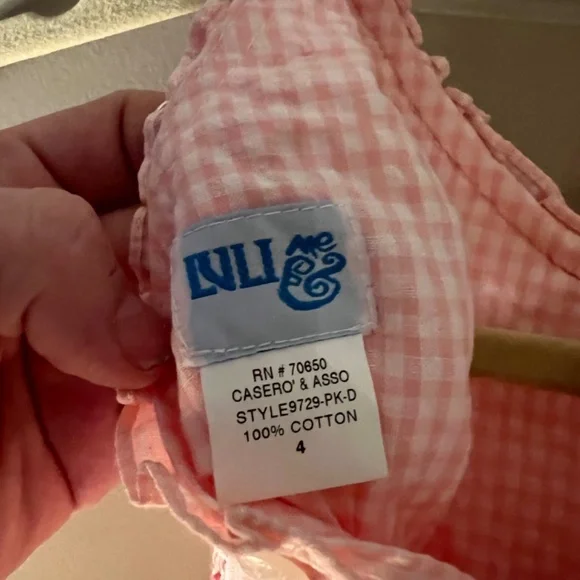 LULI & me
RN # 70650
CASERO' & ASSO
STYLE9729-PK-D
100% COTTON
4